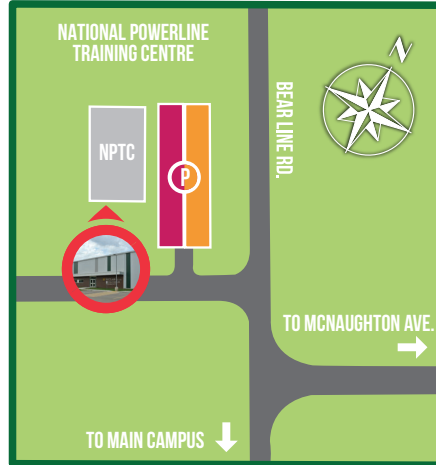 NATIONAL POWERLINE
TRAINING CENTRE
N
BEAR LINE RD.
NPTC
P
TO MCNAUGHTON AVE.
TO MAIN CAMPUS